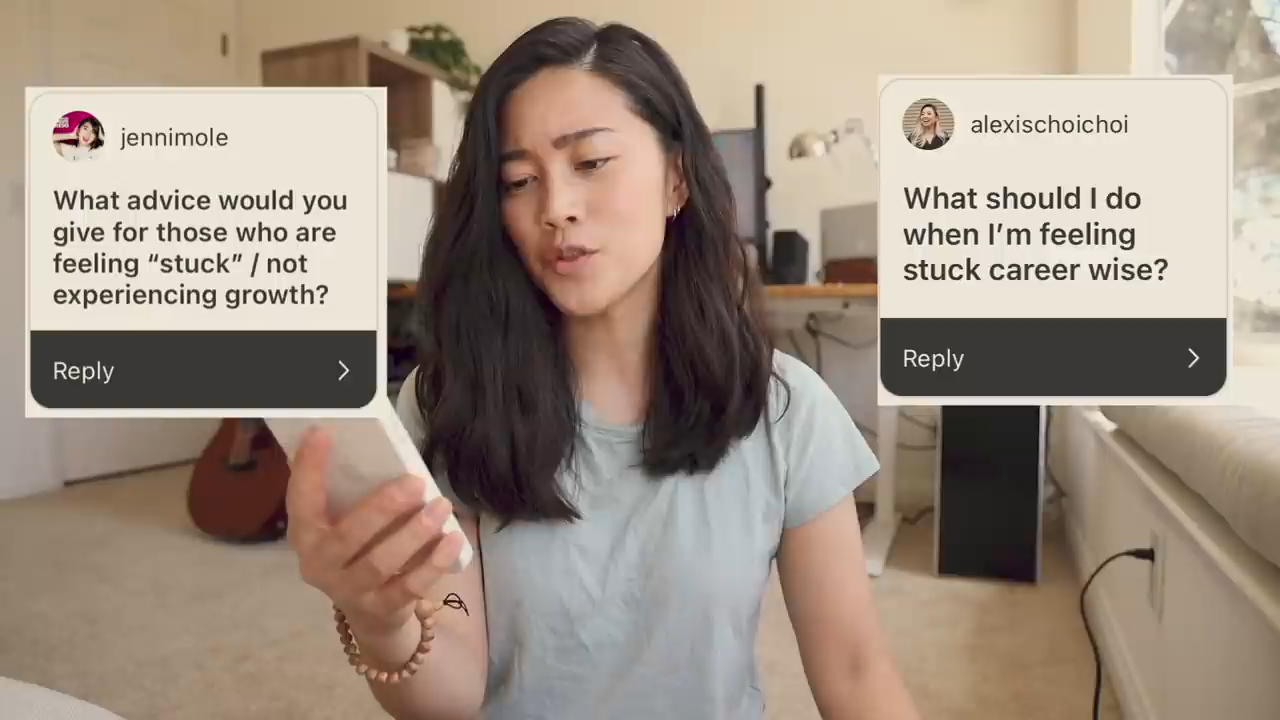 jennimole
What advice would you
give for those who are
feeling “stuck” / not
experiencing growth?
Reply
alexischoichoi
What should I do
when I’m feeling
stuck career wise?
Reply